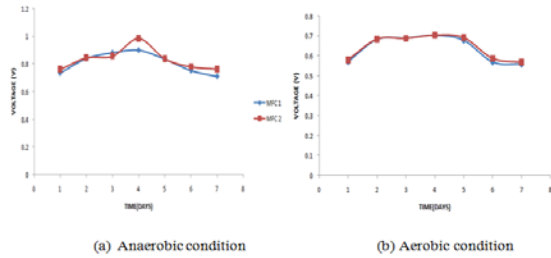 1.2
1
0.8
0.6
0.4
0.2
0
VOLTAGE (V)
0 1 2 3 4 5 6 7 8
TIME(DAYS)
MFC1
MFC2
(a) Anaerobic condition
0.8
0.7
0.6
0.5
0.4
0.3
0.2
0.1
0
VOLTAGE (V)
0 1 2 3 4 5 6 7 8
TIME(DAYS)
(b) Aerobic condition